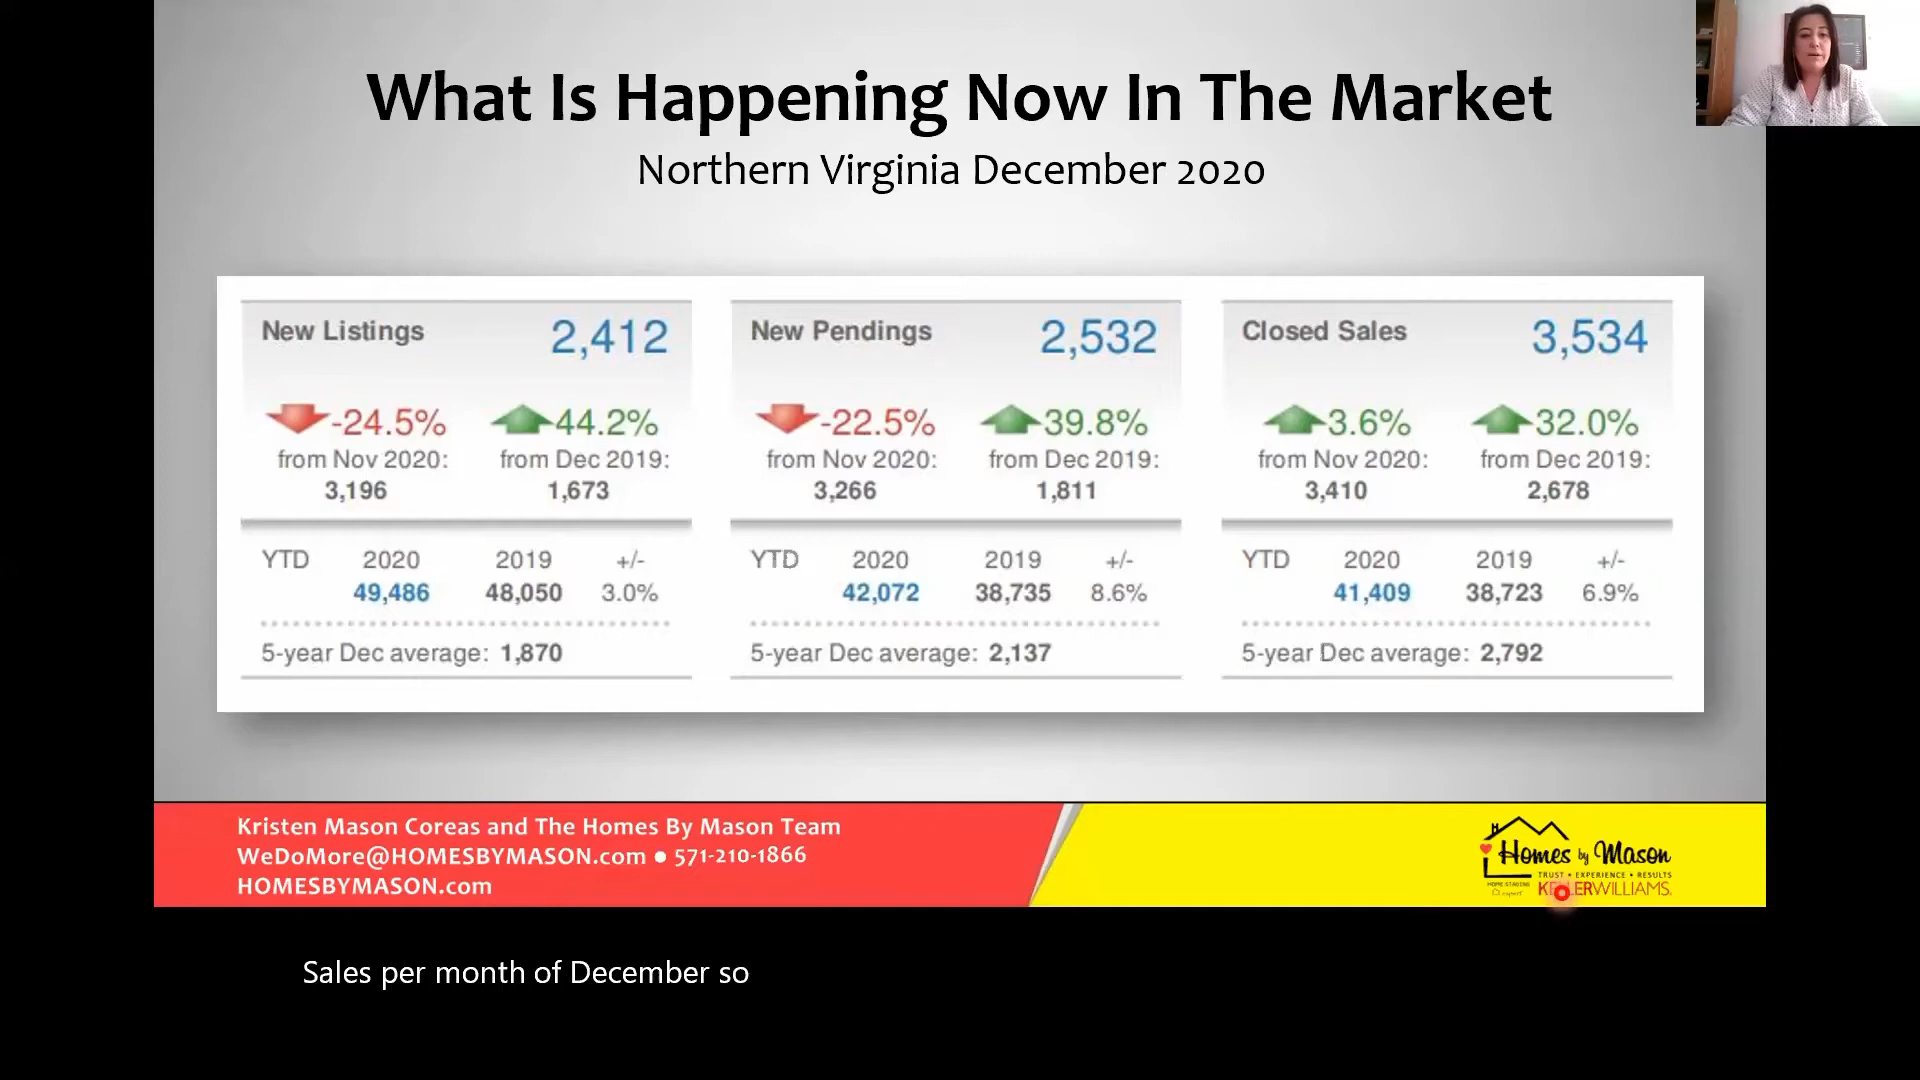 What Is Happening Now In The Market
Northern Virginia December 2020
New Listings 2,412
-24.5% 44.2%
from Nov 2020: from Dec 2019:
3,196 1,673
YTD 2020 2019 +/-
49,486 48,050 3.0%
5-year Dec average: 1,870
New Pendings 2,532
-22.5% 39.8%
from Nov 2020: from Dec 2019:
3,266 1,811
YTD 2020 2019 +/-
42,072 38,735 8.6%
5-year Dec average: 2,137
Closed Sales 3,534
3.6% 32.0%
from Nov 2020: from Dec 2019:
3,410 2,678
YTD 2020 2019 +/-
41,409 38,723 6.9%
5-year Dec average: 2,792
Kristen Mason Coreas and The Homes By Mason Team
WeDoMore@HOMESBYMASON.com ● 571-210-1866
HOMESBYMASON.com
Homes by Mason
TRUST • EXPERIENCE • RESULTS
HOME STAGING
KELLERWILLIAMS.
Sales per month of December so